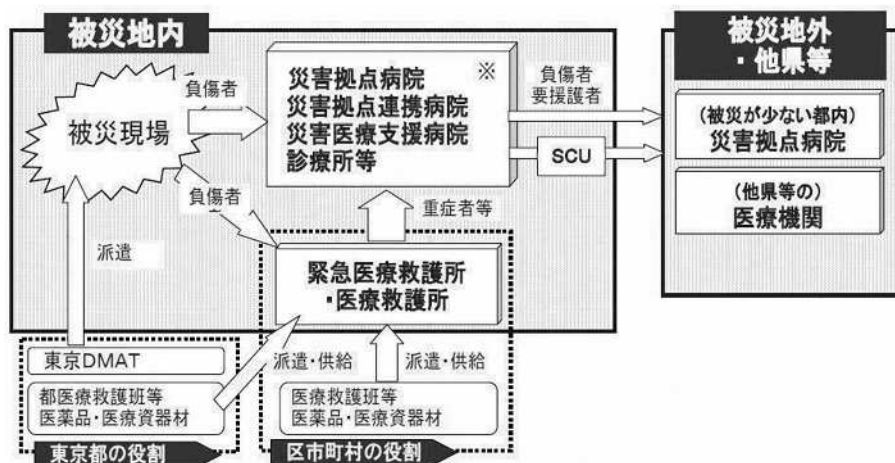 被災地内
被災地外
・他県等
負傷者
被災現場
災害拠点病院
※
災害拠点連携病院
災害医療支援病院
診療所等
負傷者
要援護者
SCU
(被災が少ない都内)
災害拠点病院
(他県等の)
医療機関
負傷者
重症者等
派遣
緊急医療救護所
・医療救護所
東京DMAT
派遣・供給
派遣・供給
都医療救護班等
医薬品・医療資器材
医療救護班等
医薬品・医療資器材
東京都の役割
区市町村の役割